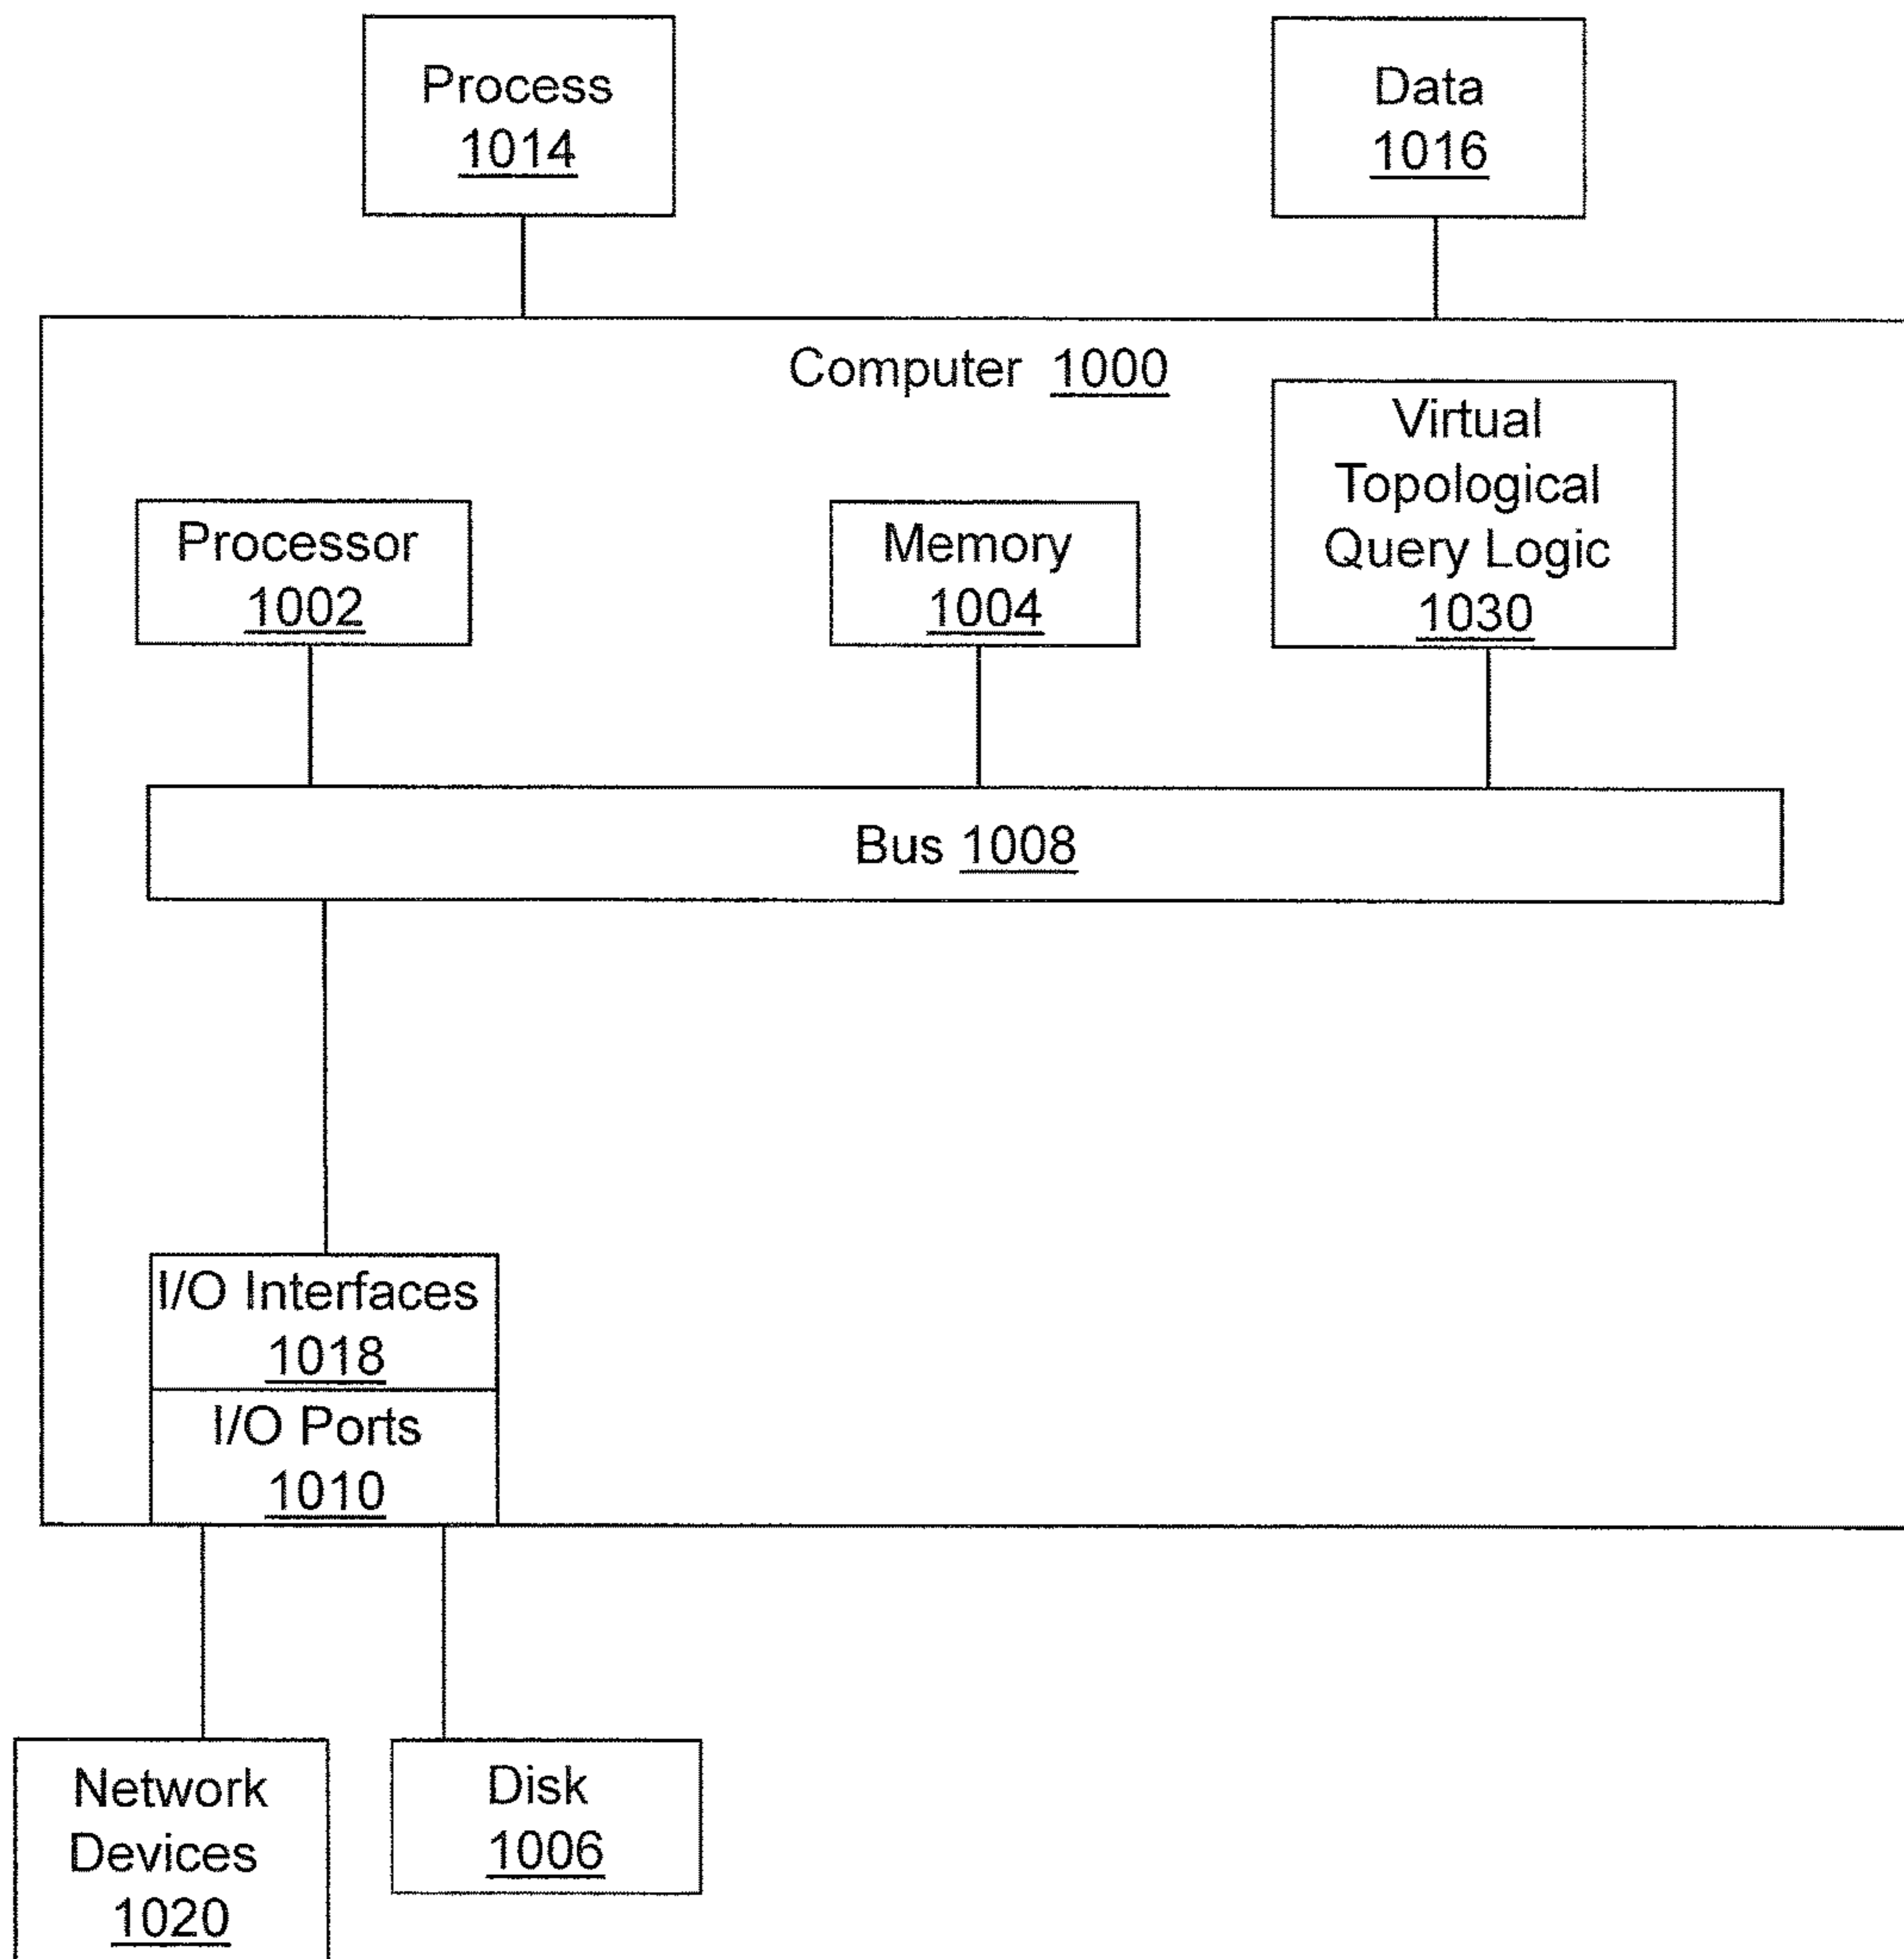 Process
1014
Data
1016
Computer 1000
Virtual
Topological
Query Logic
1030
Processor
1002
Memory
1004
Bus 1008
I/O Interfaces
1018
I/O Ports
1010
Network
Devices
1020
Disk
1006